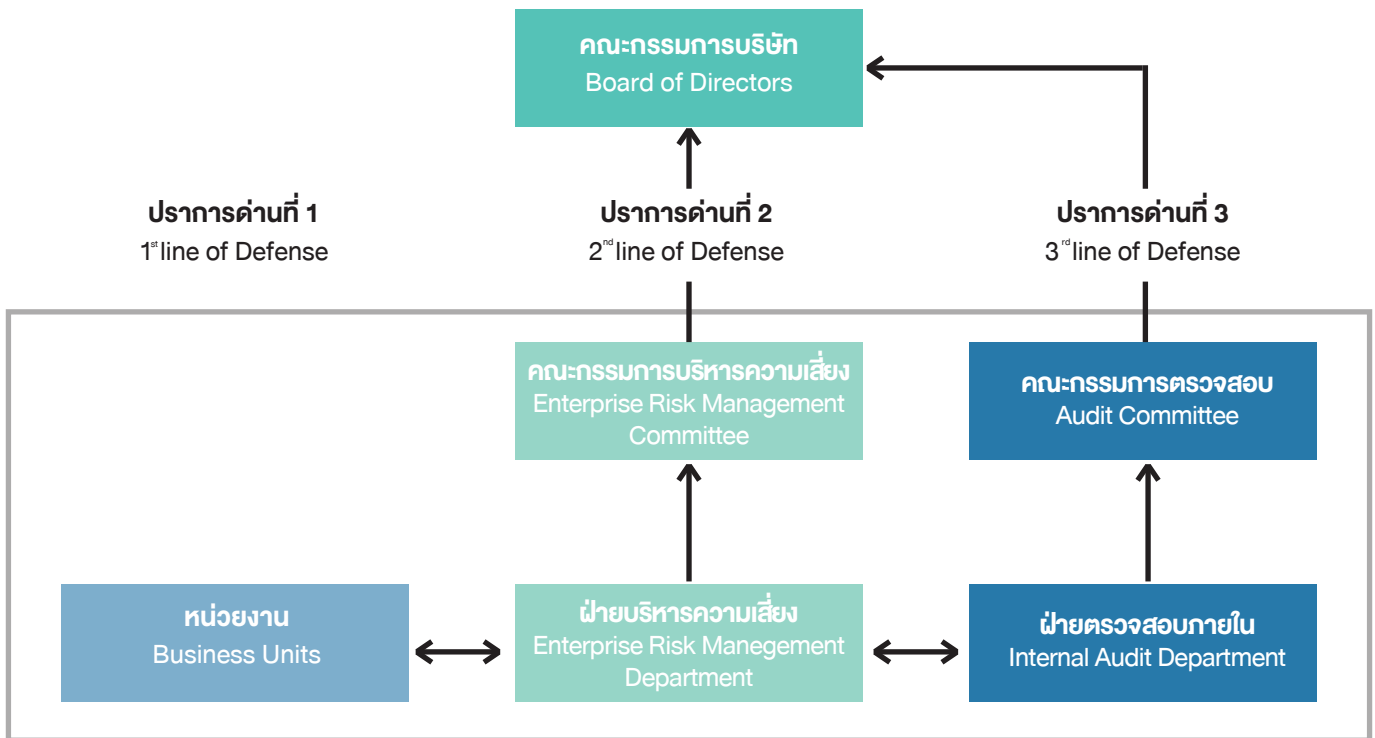 คณะกรรมการบริษัท
Board of Directors
ปราการด่านที่ 1
1st line of Defense
ปราการด่านที่ 2
2nd line of Defense
ปราการด่านที่ 3
3rd line of Defense
คณะกรรมการบริหารความเสี่ยง
Enterprise Risk Management
Committee
คณะกรรมการตรวจสอบ
Audit Committee
หน่วยงาน
Business Units
ฝ่ายบริหารความเสี่ยง
Enterprise Risk Manegement
Department
ฝ่ายตรวจสอบภายใน
Internal Audit Department